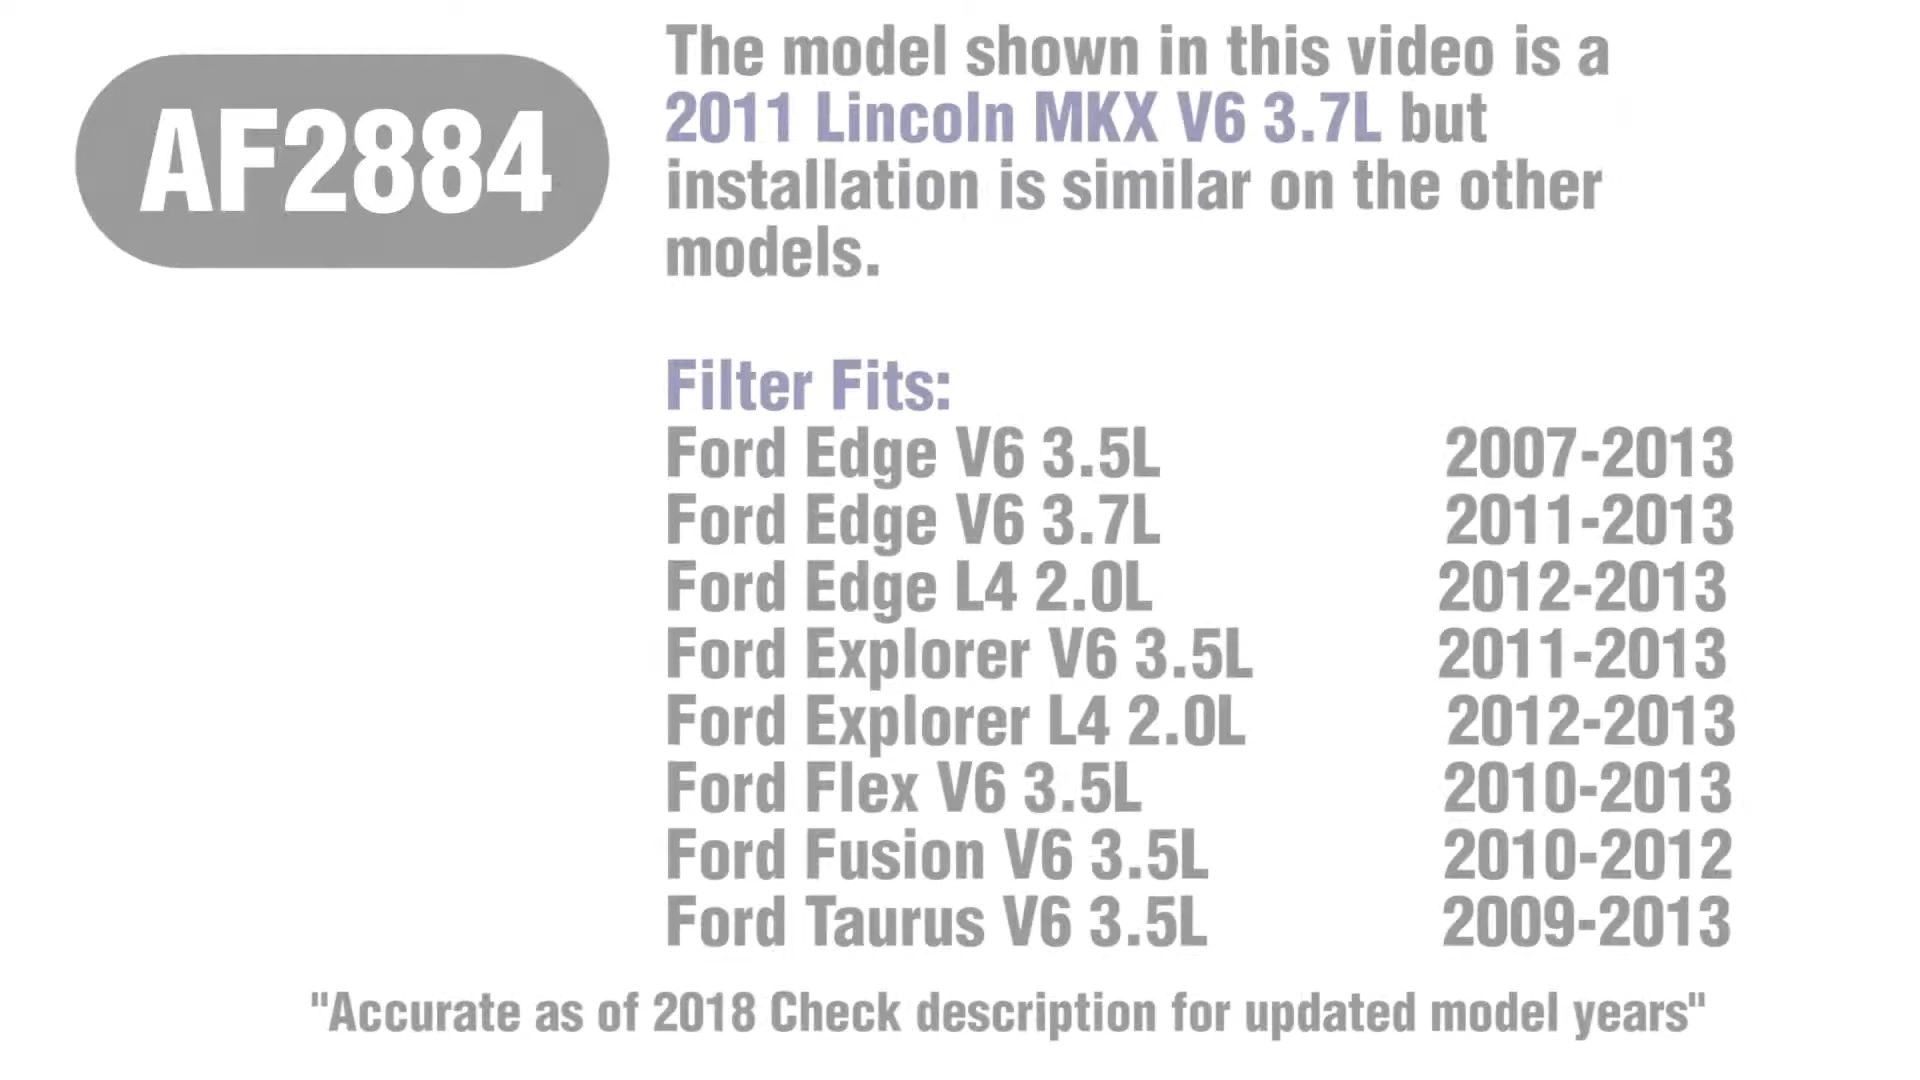 AF2884
The model shown in this video is a
2011 Lincoln MKX V6 3.7L but
installation is similar on the other
models.
Filter Fits:
Ford Edge V6 3.5L 2007-2013
Ford Edge V6 3.7L 2011-2013
Ford Edge L4 2.0L 2012-2013
Ford Explorer V6 3.5L 2011-2013
Ford Explorer L4 2.0L 2012-2013
Ford Flex V6 3.5L 2010-2013
Ford Fusion V6 3.5L 2010-2012
Ford Taurus V6 3.5L 2009-2013
"Accurate as of 2018 Check description for updated model years"